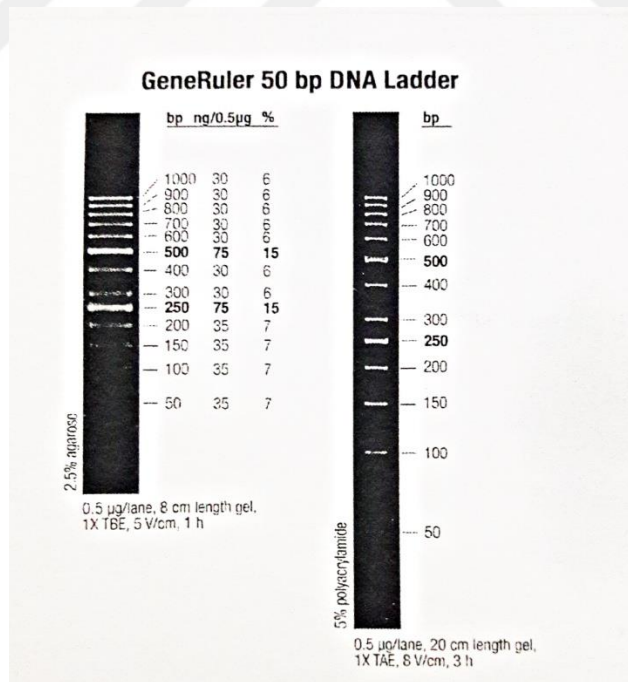 GeneRuler 50 bp DNA Ladder
bp ng/0.5µg %
1000 30 6
900 30 6
800 30 6
700 30 6
600 30 6
500 75 15
400 30 6
300 30 6
250 75 15
200 35 7
150 35 7
100 35 7
50 35 7
2.5% agarose
0.5 µg/lane, 8 cm length gel,
1X TBE, 5 V/cm, 1 h
bp
1000
900
800
700
600
500
400
300
250
200
150
100
50
5% polyacrylamide
0.5 µg/lane, 20 cm length gel,
1X TAE, 8 V/cm, 3 h